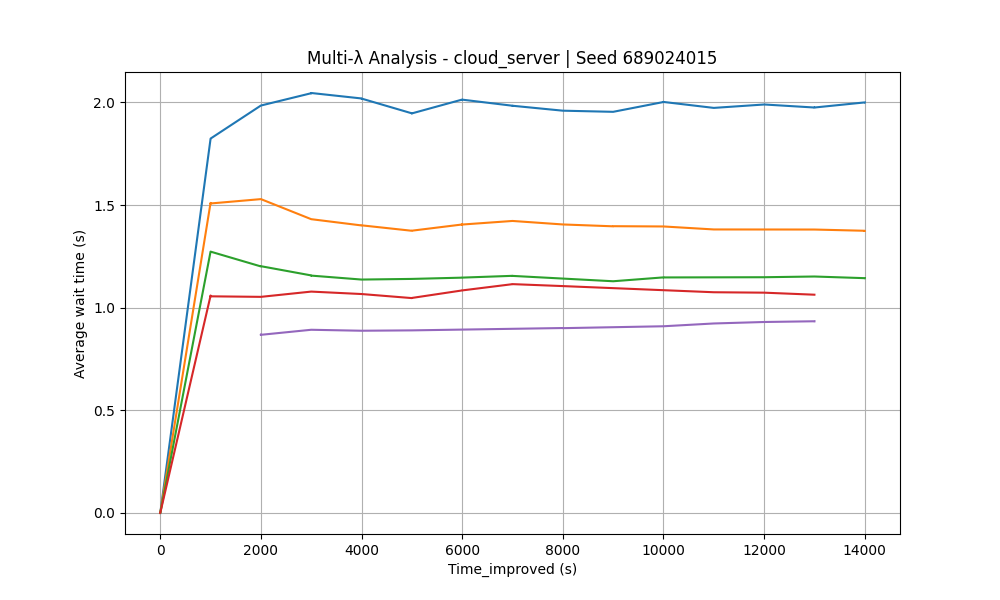 Multi-λ Analysis - cloud_server | Seed 689024015
Average wait time (s)
2.0
1.5
1.0
0.5
0.0
0 2000 4000 6000 8000 10000 12000 14000
Time_improved (s)